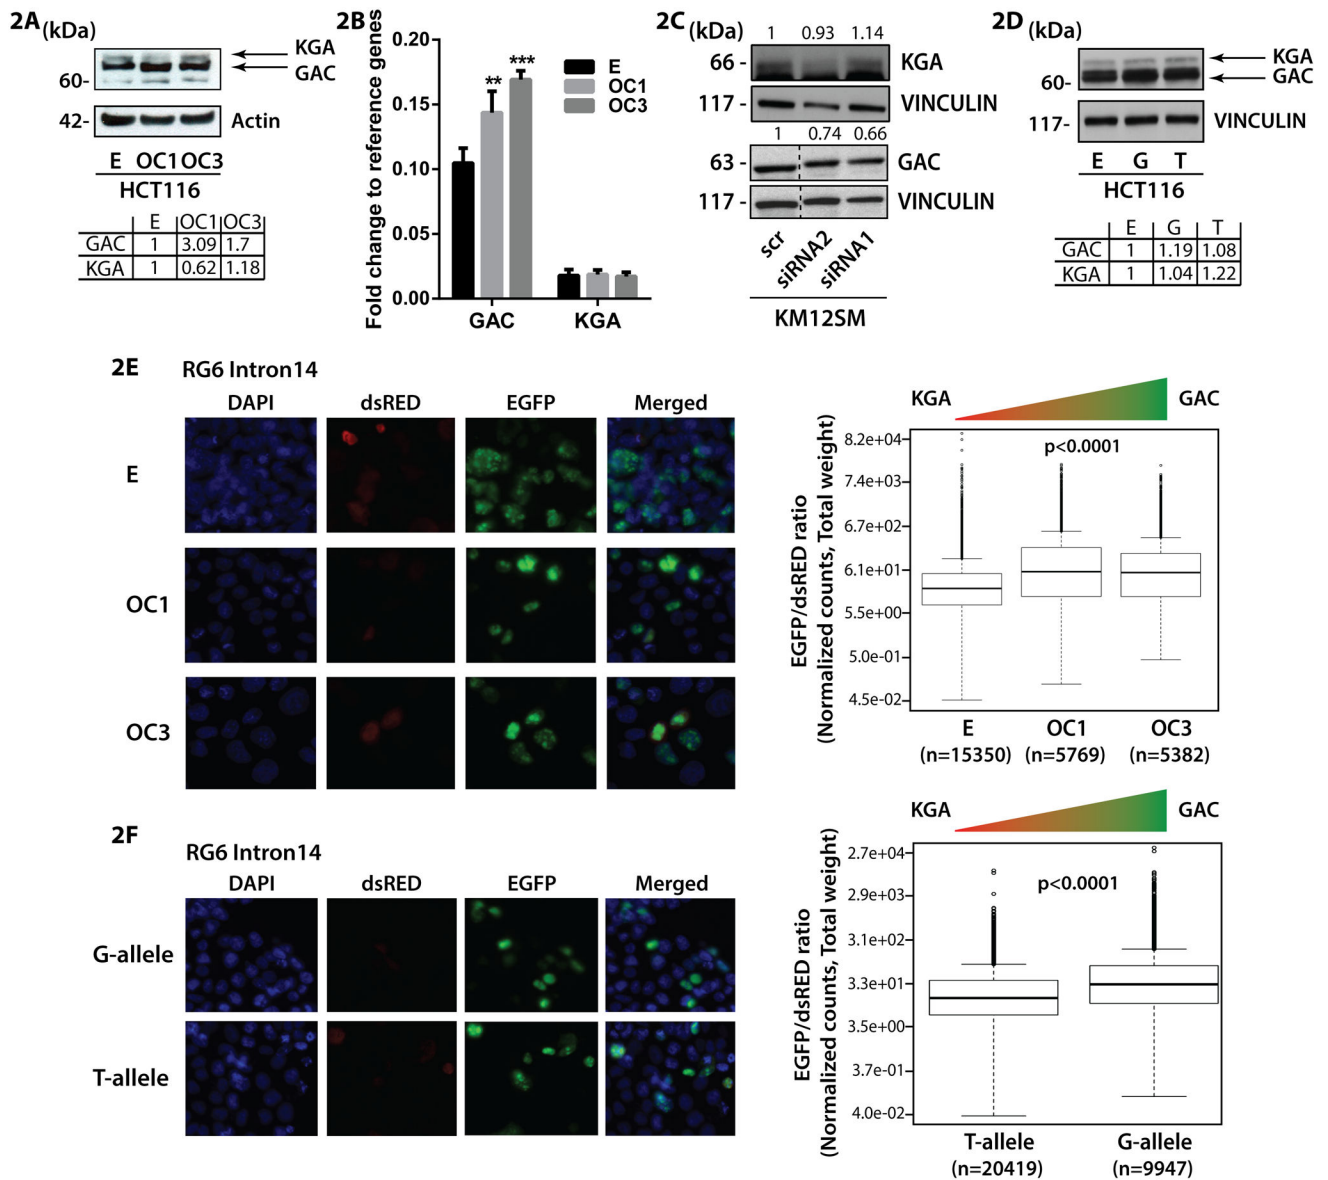 2A (kDa)
KGA
GAC
60-
42-
Actin
E OC1 OC3
HCT116
E OC1 OC3
GAC 1 3.09 1.7
KGA 1 0.62 1.18
2B
Fold change to reference genes
0.20
0.15
0.10
0.05
0.00
** ***
E
OC1
OC3
GAC KGA
2C (kDa)
1 0.93 1.14
66 - KGA
117- VINCULIN
1 0.74 0.66
63 - GAC
117 - VINCULIN
scr siRNA2 siRNA1
KM12SM
2D (kDa)
KGA
60-
GAC
117-
VINCULIN
E G T
HCT116
E G T
GAC 1 1.19 1.08
KGA 1 1.04 1.22
2E RG6 Intron14
DAPI dsRED EGFP Merged
E
OC1
OC3
KGA GAC
p<0.0001
EGFP/dsRED ratio
(Normalized counts, Total weight)
8.2e+04
7.4e+03
6.7e+02
6.1e+01
5.5e+00
5.0e-01
4.5e-02
E OC1 OC3
(n=15350) (n=5769) (n=5382)
2F
RG6 Intron14
DAPI dsRED EGFP Merged
G-allele
T-allele
KGA GAC
p<0.0001
EGFP/dsRED ratio
(Normalized counts, Total weight)
2.7e+04
2.9e+03
3.1e+02
3.3e+01
3.5e+00
3.7e-01
4.0e-02
T-allele G-allele
(n=20419) (n=9947)